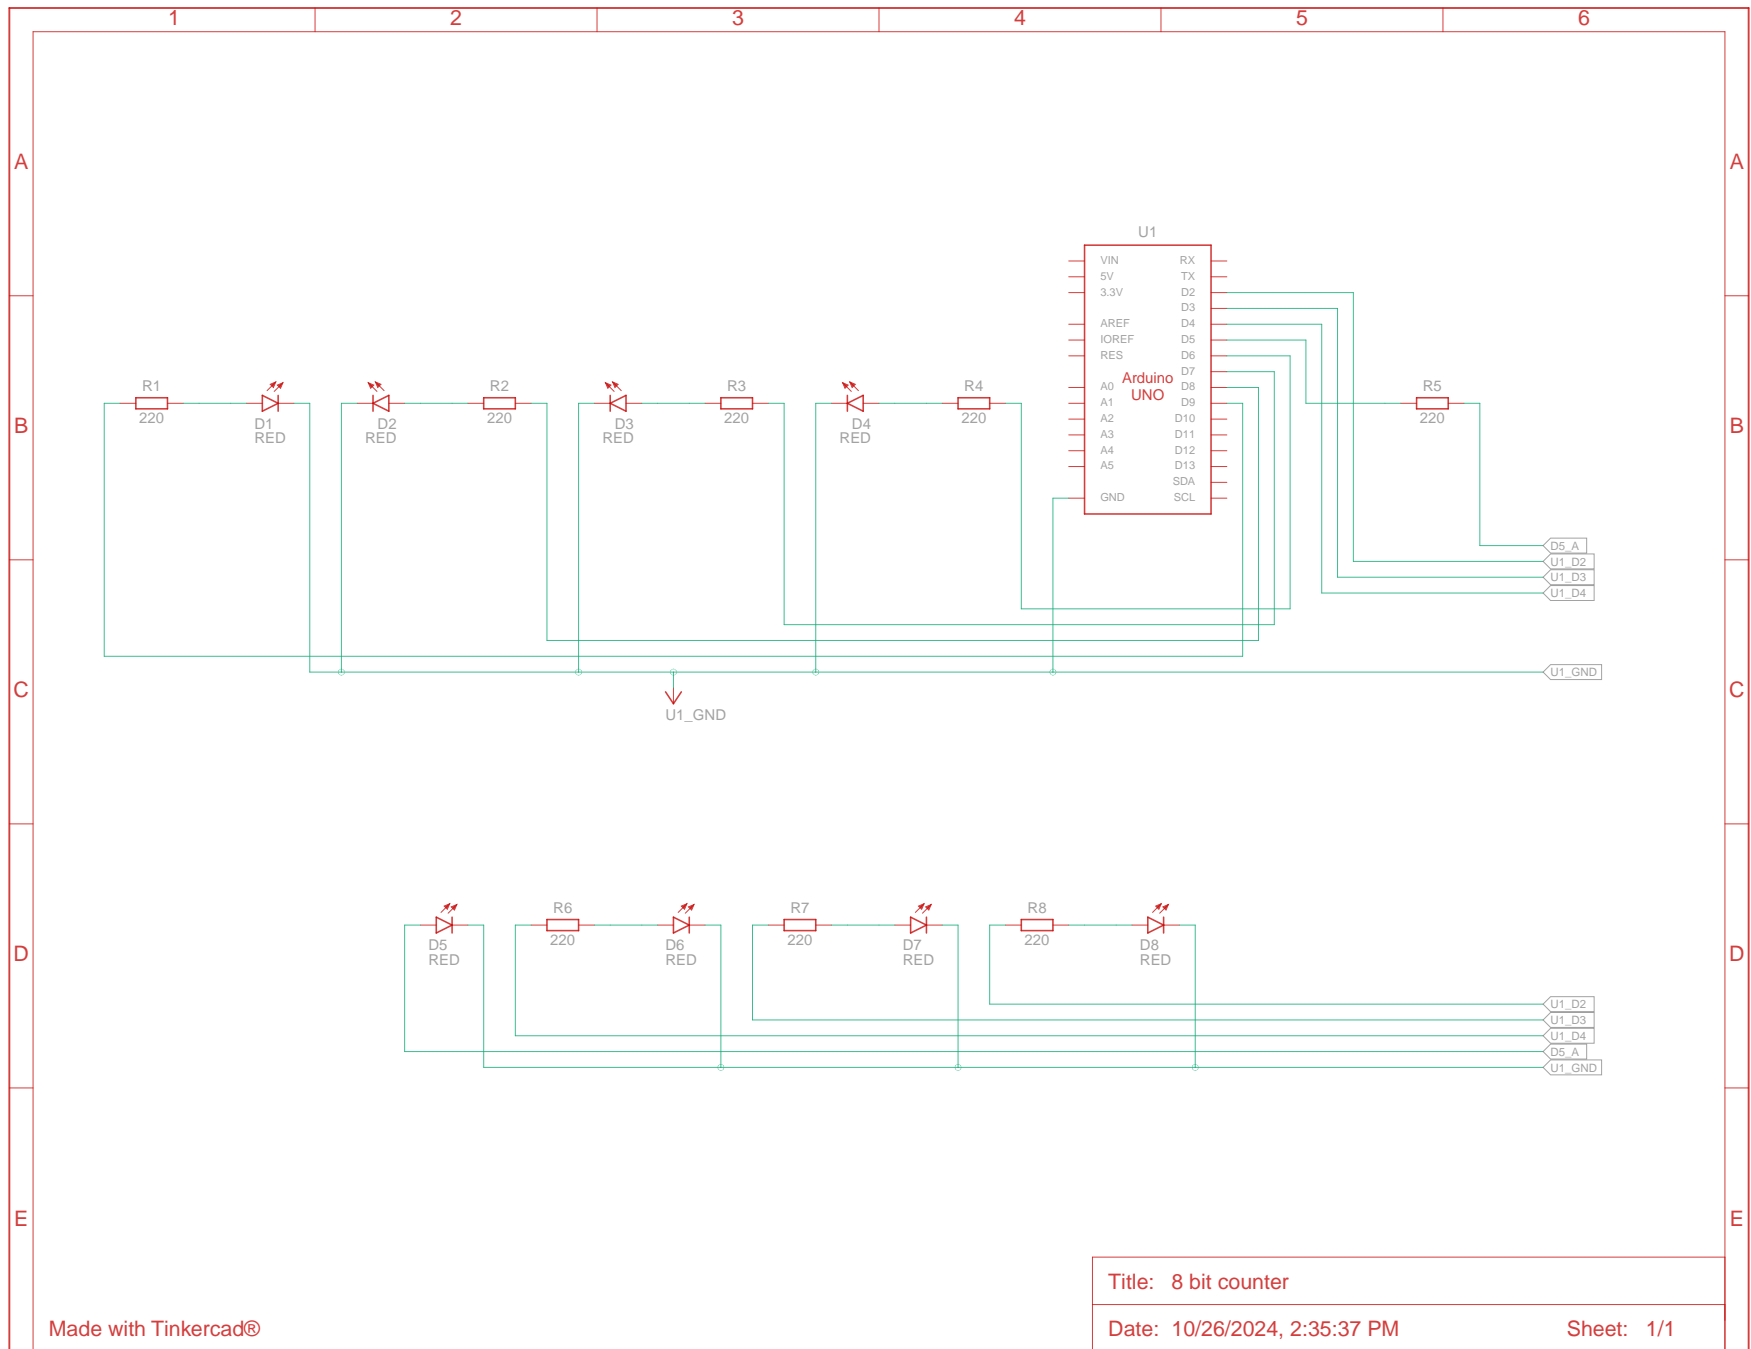 1 2 3 4 5 6
A A
U1
VIN RX
5V TX
3.3V D2
D3
AREF D4
IOREF D5
RES D6
D7
A0 Arduino D8
A1 UNO D9
A2 D10
A3 D11
A4 D12
A5 D13
SDA
GND SCL
R1 R2 R3 R4 R5
220 220 220 220 220
D1 D2 D3 D4
RED RED RED RED
B B
D5_A
U1_D2
U1_D3
U1_D4
U1_GND
C C
U1_GND
R6 R7 R8
220 220 220
D5 D6 D7 D8
RED RED RED RED
D D
U1_D2
U1_D3
U1_D4
D5_A
U1_GND
E E
Title: 8 bit counter
Made with Tinkercad®
Date: 10/26/2024, 2:35:37 PM Sheet: 1/1